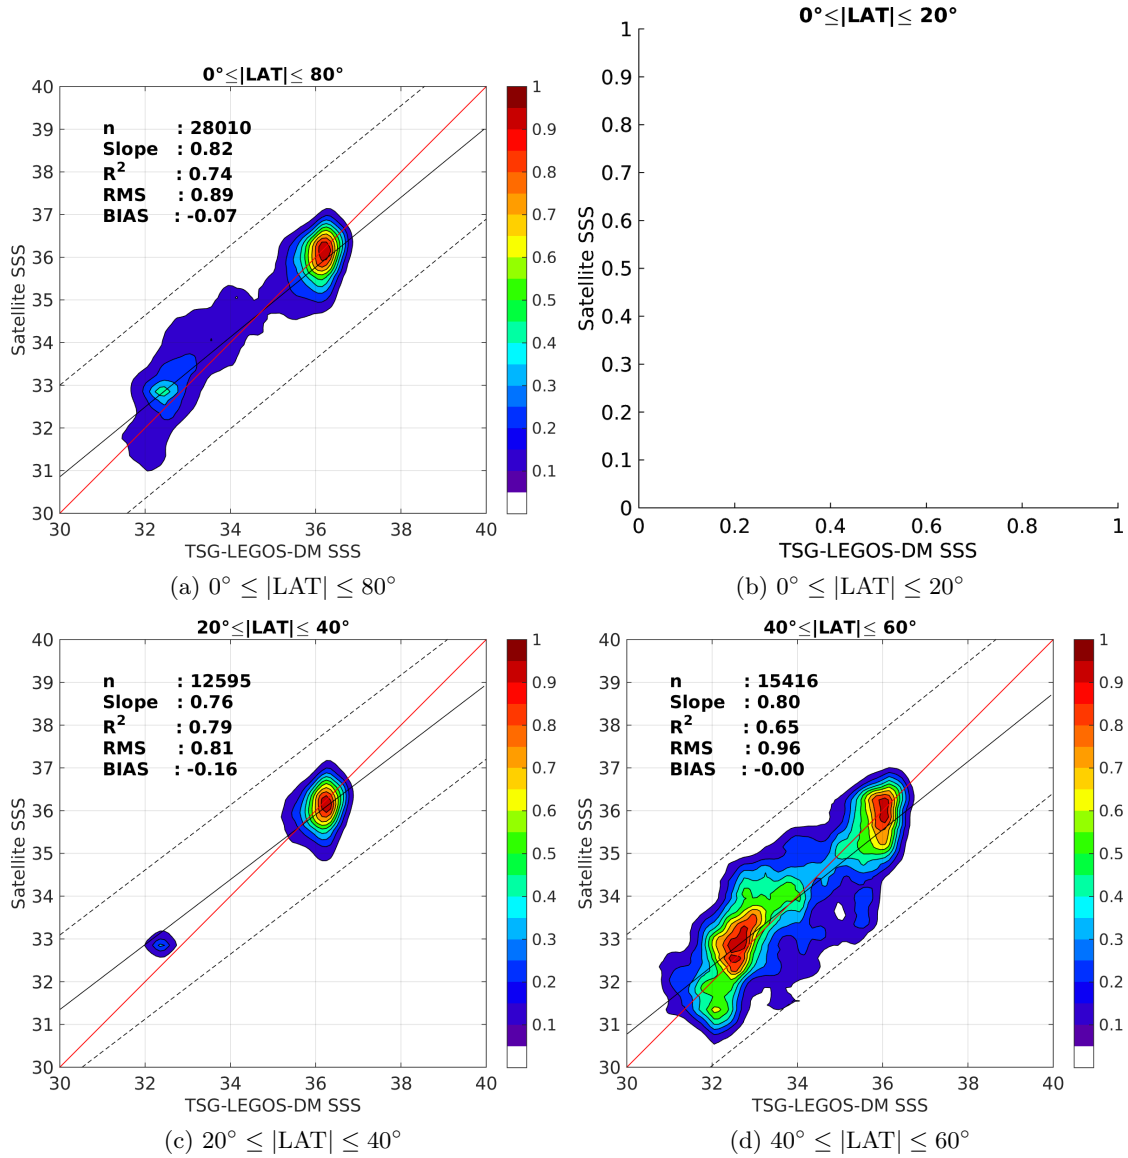 0°≤|LAT|≤ 80°
n : 28010
Slope : 0.82
R2 : 0.74
RMS : 0.89
BIAS : -0.07
40
39
38
37
36
35
34
33
32
31
30
30 32 34 36 38 40
Satellite SSS
TSG-LEGOS-DM SSS
1
0.9
0.8
0.7
0.6
0.5
0.4
0.3
0.2
0.1
(a) 0° ≤ |LAT| ≤ 80°
0°≤|LAT|≤ 20°
1
0.9
0.8
0.7
0.6
0.5
0.4
0.3
0.2
0.1
0
0 0.2 0.4 0.6 0.8 1
Satellite SSS
TSG-LEGOS-DM SSS
(b) 0° ≤ |LAT| ≤ 20°
20°≤|LAT|≤ 40°
n : 12595
Slope : 0.76
R2 : 0.79
RMS : 0.81
BIAS : -0.16
40
39
38
37
36
35
34
33
32
31
30
30 32 34 36 38 40
Satellite SSS
TSG-LEGOS-DM SSS
1
0.9
0.8
0.7
0.6
0.5
0.4
0.3
0.2
0.1
(c) 20° ≤ |LAT| ≤ 40°
40°≤|LAT|≤ 60°
n : 15416
Slope : 0.80
R2 : 0.65
RMS : 0.96
BIAS : -0.00
40
39
38
37
36
35
34
33
32
31
30
30 32 34 36 38 40
Satellite SSS
TSG-LEGOS-DM SSS
1
0.9
0.8
0.7
0.6
0.5
0.4
0.3
0.2
0.1
(d) 40° ≤ |LAT| ≤ 60°